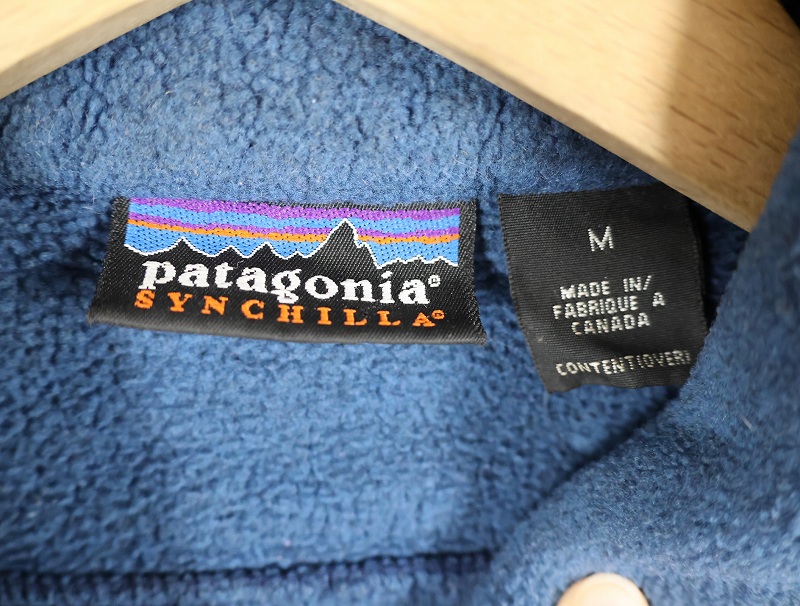 patagonia®
SYNCHILLA®
M
MADE IN/
FABRIQUE A
CANADA
CONTENT(OVER)